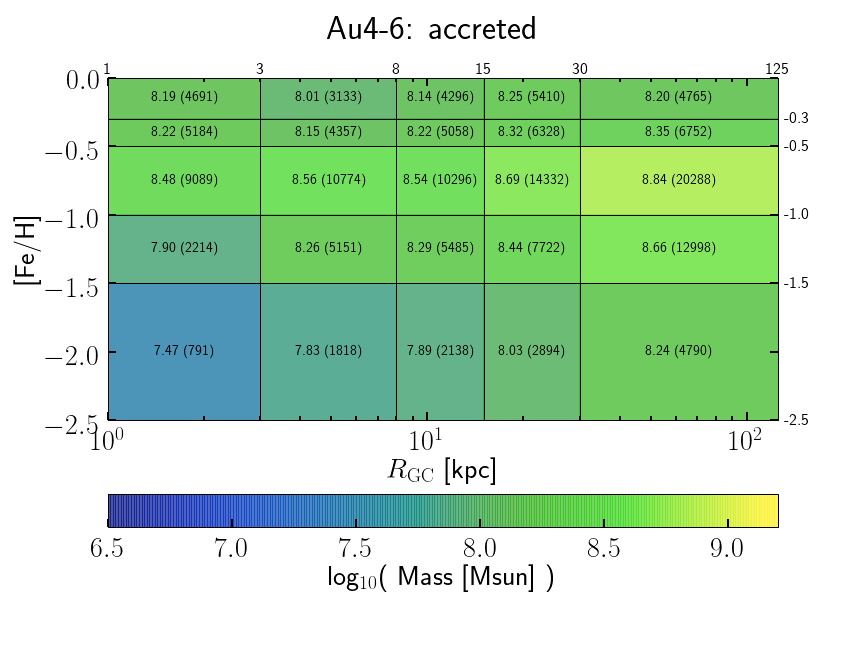 Au4-6: accreted
1 3 8 15 30 125
0.0
8.19 (4691) 8.01 (3133) 8.14 (4296) 8.25 (5410) 8.20 (4765)
-0.3
8.22 (5184) 8.15 (4357) 8.22 (5058) 8.32 (6328) 8.35 (6752)
−0.5 -0.5
8.48 (9089) 8.56 (10774) 8.54 (10296) 8.69 (14332) 8.84 (20288)
−1.0 -1.0
[Fe/H]
7.90 (2214) 8.26 (5151) 8.29 (5485) 8.44 (7722) 8.66 (12998)
−1.5 -1.5
7.47 (791) 7.83 (1818) 7.89 (2138) 8.03 (2894) 8.24 (4790)
−2.0
−2.5 -2.5
10⁰ 10¹ 10²
R_GC [kpc]
6.5 7.0 7.5 8.0 8.5 9.0
log₁₀( Mass [Msun] )